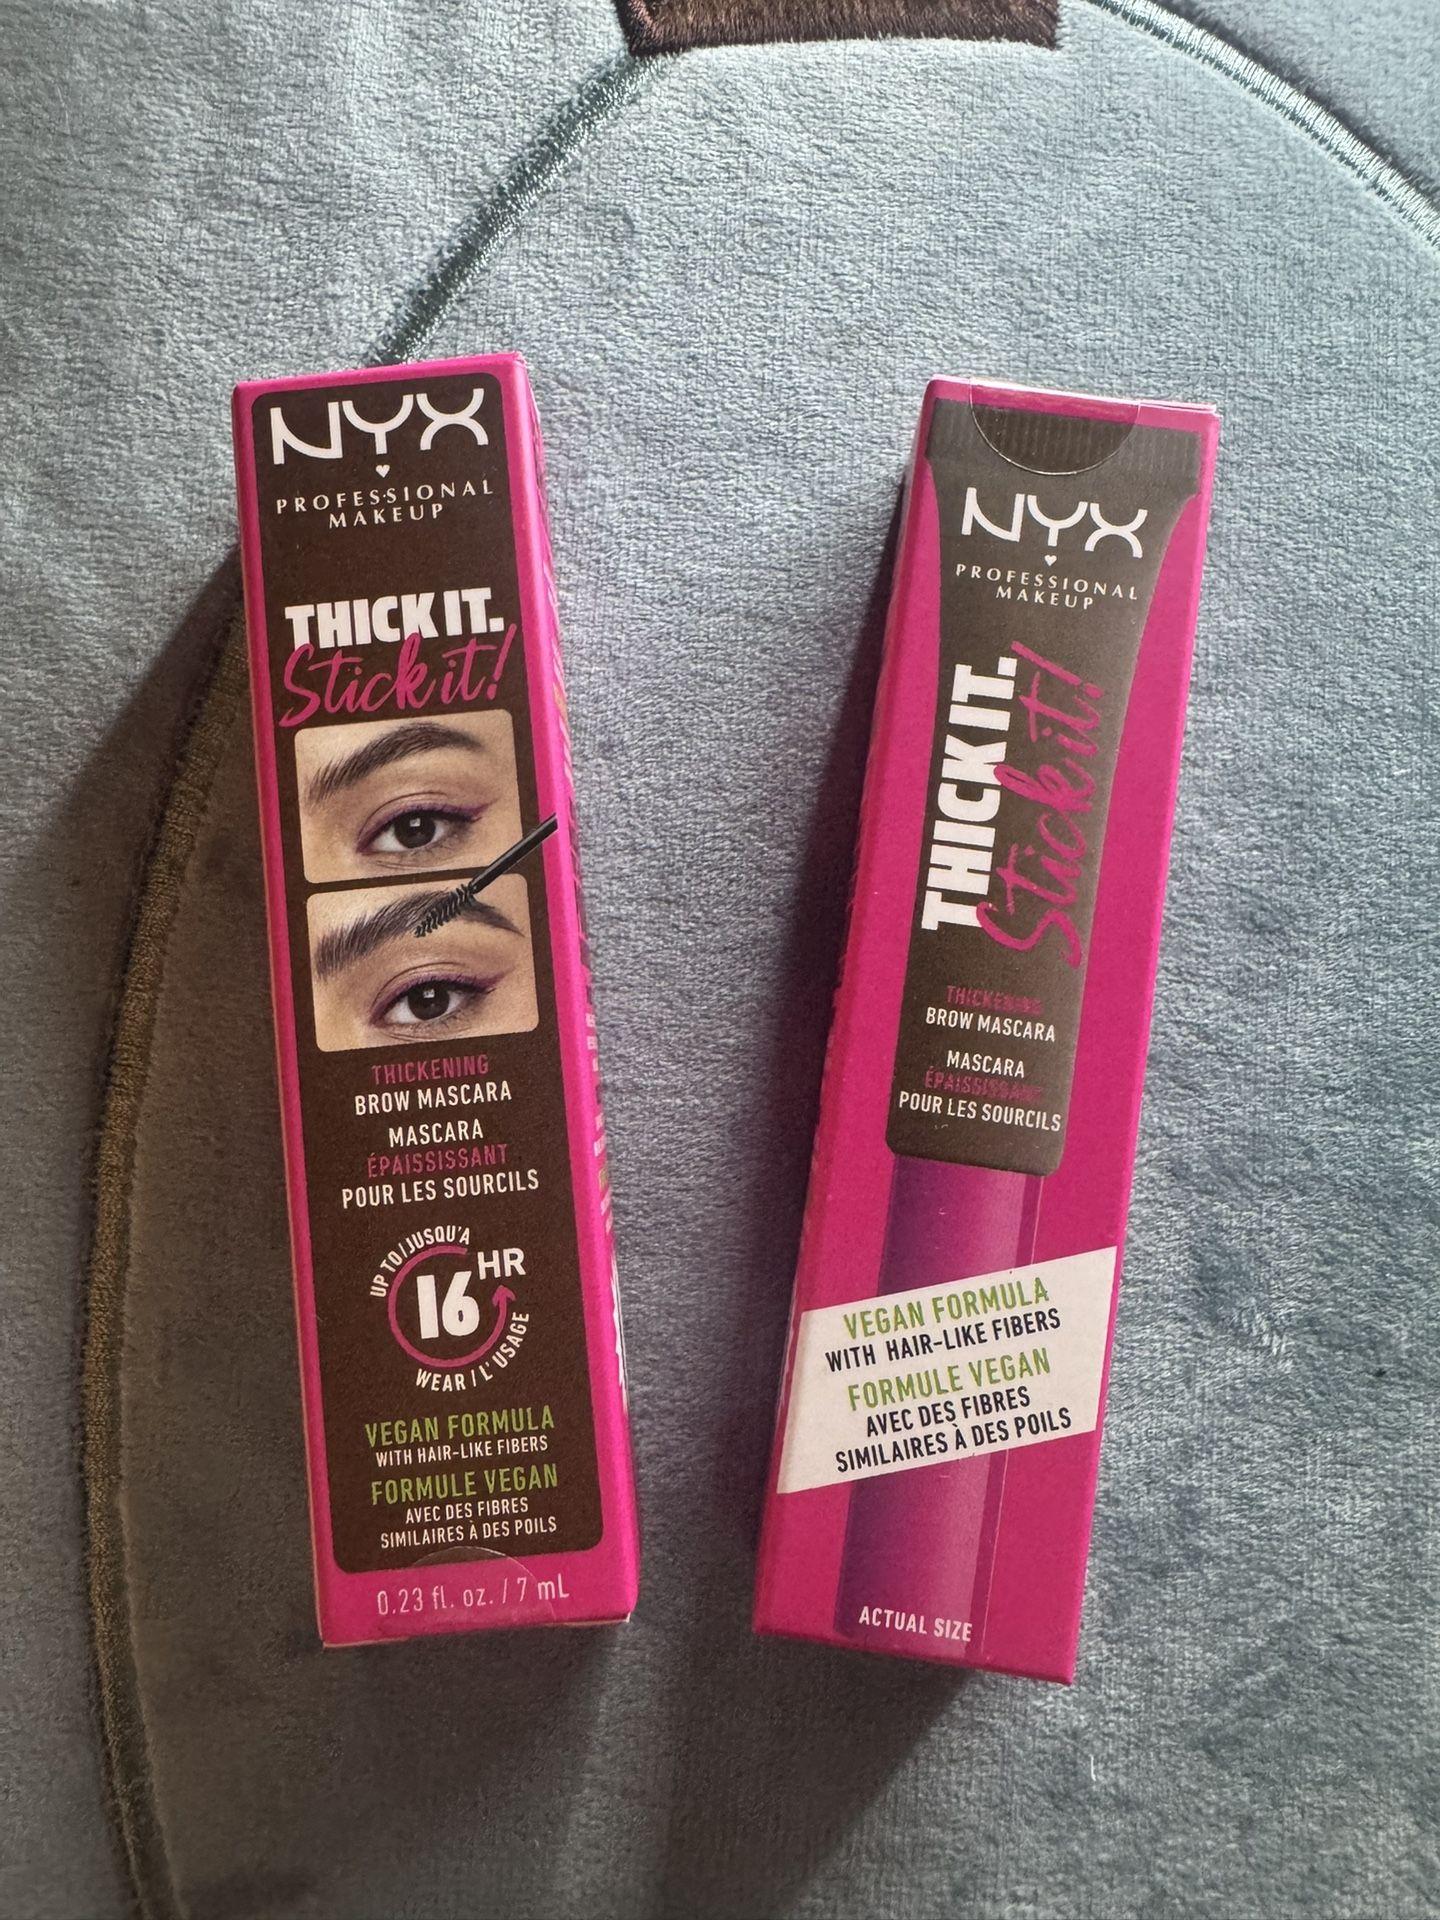 NYX
PROFESSIONAL
MAKEUP
THICK IT.
Stick it!
THICKENING
BROW MASCARA
MASCARA
ÉPAISSISSANT
POUR LES SOURCILS
UP TO / JUSQU'A
16 HR
WEAR / L'USAGE
VEGAN FORMULA
WITH HAIR-LIKE FIBERS
FORMULE VEGAN
AVEC DES FIBRES
SIMILAIRES À DES POILS
0.23 fl. oz. / 7 mL
NYX
PROFESSIONAL
MAKEUP
THICK IT.
Stick it!
THICKENING
BROW MASCARA
MASCARA
ÉPAISSISSANT
POUR LES SOURCILS
VEGAN FORMULA
WITH HAIR-LIKE FIBERS
FORMULE VEGAN
AVEC DES FIBRES
SIMILAIRES À DES POILS
ACTUAL SIZE